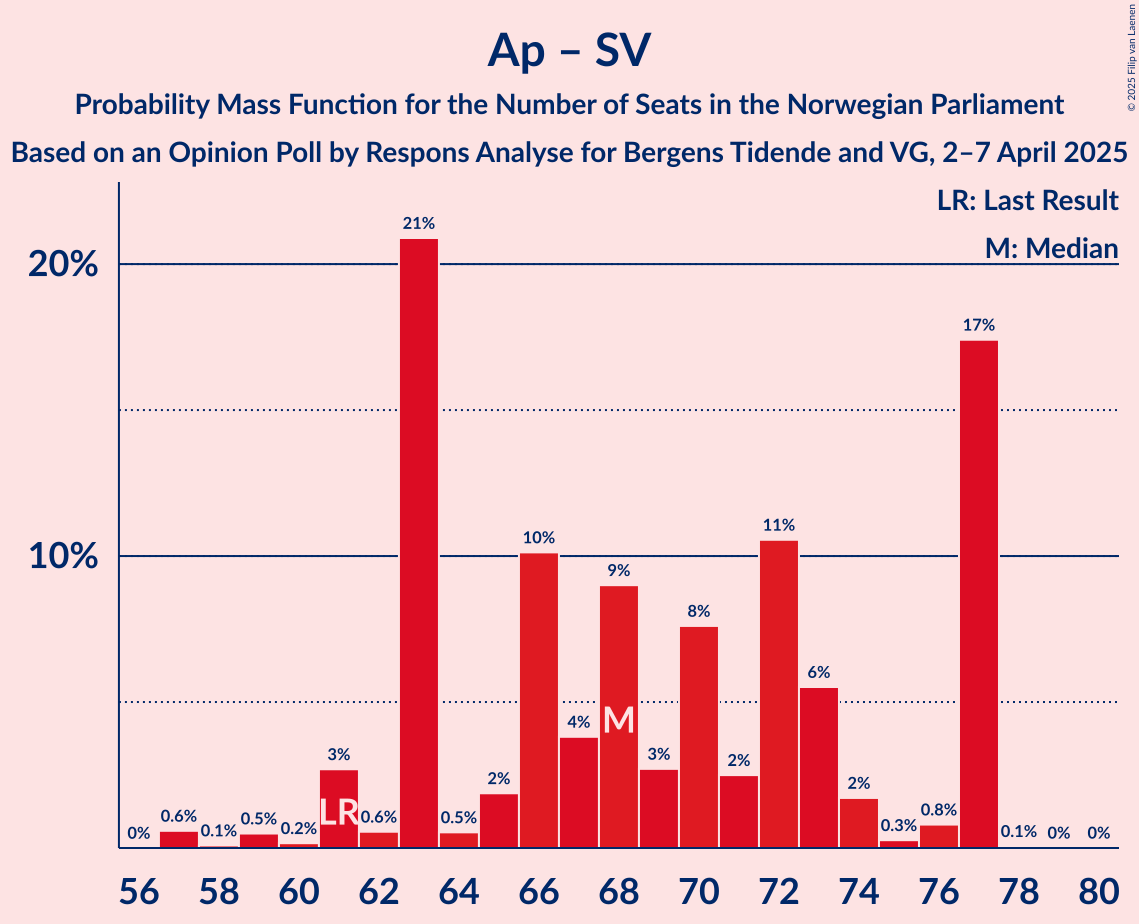 Ap – SV
Probability Mass Function for the Number of Seats in the Norwegian Parliament
Based on an Opinion Poll by Respons Analyse for Bergens Tidende and VG, 2–7 April 2025
© 2025 Filip van Laenen
LR: Last Result
M: Median
20%
10%
0% 0.6% 0.1% 0.5% 0.2% 3% 0.6% 21% 0.5% 2% 10% 4% 9% 3% 8% 2% 11% 6% 2% 0.3% 0.8% 17% 0.1% 0% 0%
LR M
56 58 60 62 64 66 68 70 72 74 76 78 80